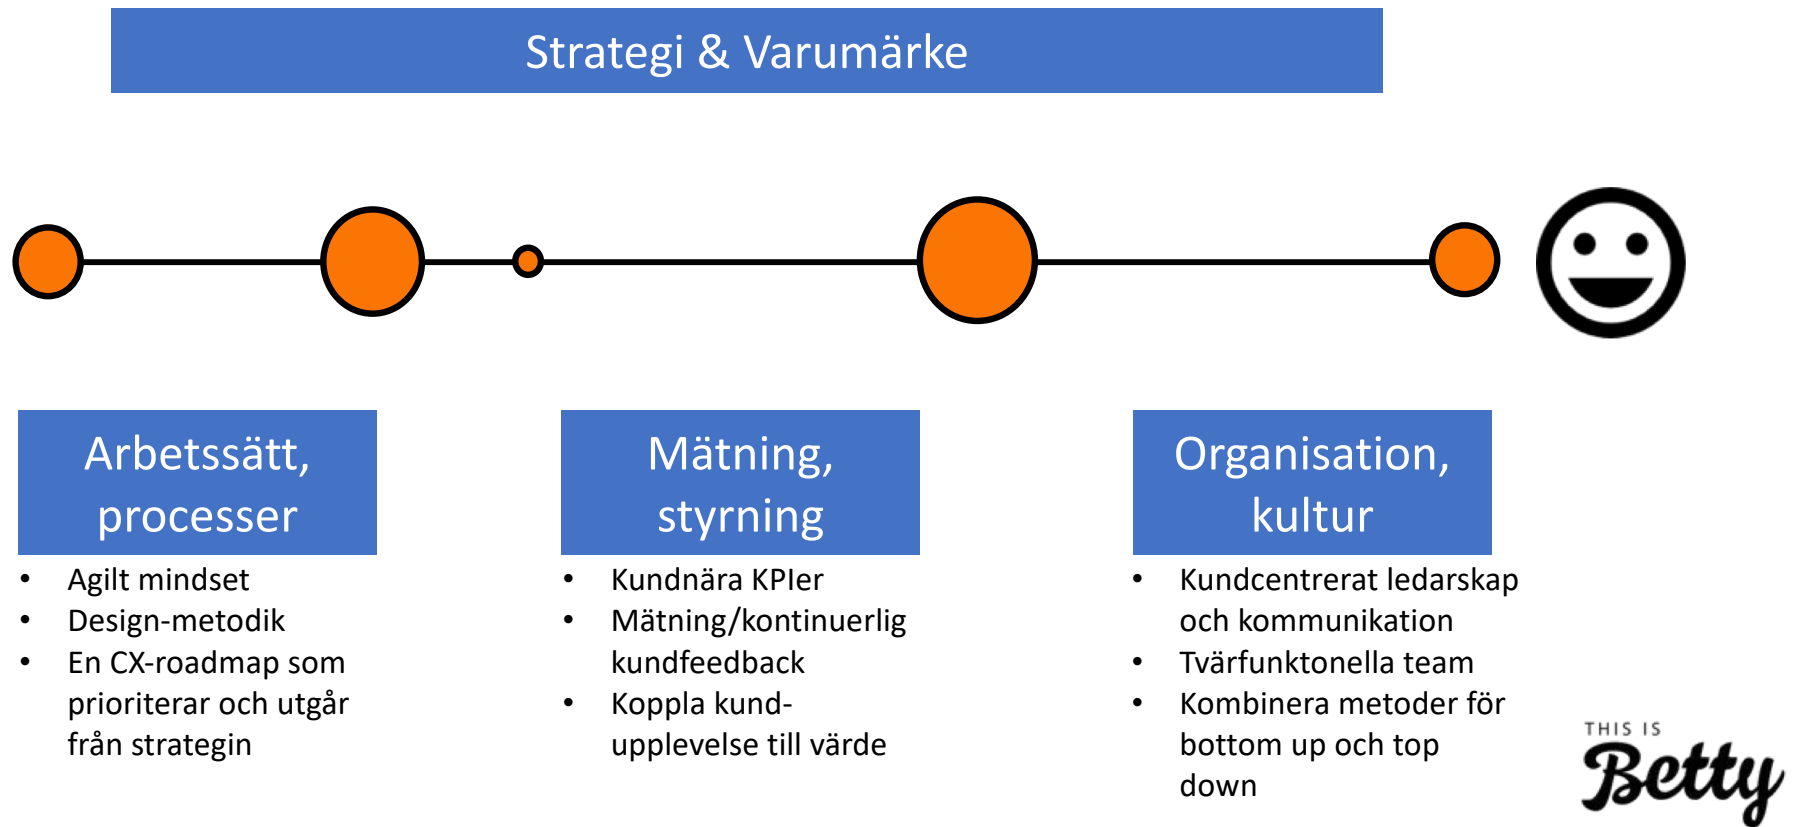 Strategi & Varumärke
Arbetssätt,
processer
• Agilt mindset
• Design-metodik
• En CX-roadmap som
prioriterar och utgår
från strategin
Mätning,
styrning
• Kundnära KPIer
• Mätning/kontinuerlig
kundfeedback
• Koppla kund-
upplevelse till värde
Organisation,
kultur
• Kundcentrerat ledarskap
och kommunikation
• Tvärfunktonella team
• Kombinera metoder för
bottom up och top
down
THIS IS
Betty